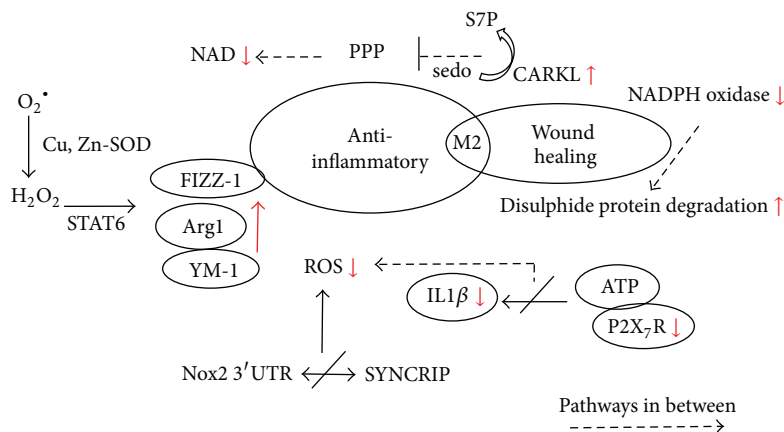 S7P
NAD ↓
PPP
sedo
CARKL ↑
NADPH oxidase ↓
O₂•
Cu, Zn-SOD
H₂O₂
STAT6
FIZZ-1
Arg1
YM-1
Anti-
inflammatory
M2
Wound
healing
Disulphide protein degradation ↑
ROS ↓
IL1β ↓
ATP
P2X₇R ↓
Nox2 3′UTR
SYNCRIP
Pathways in between